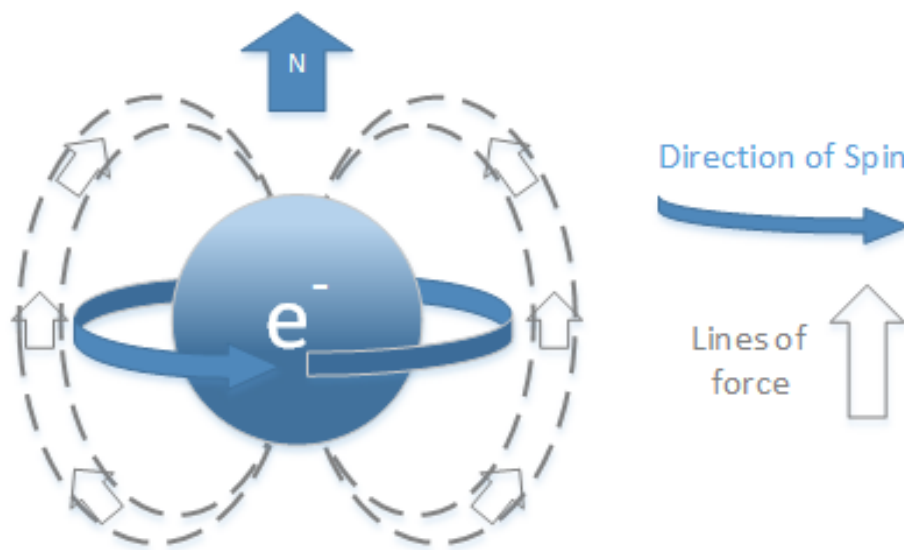 N
Direction of Spin
e-
Lines of
force